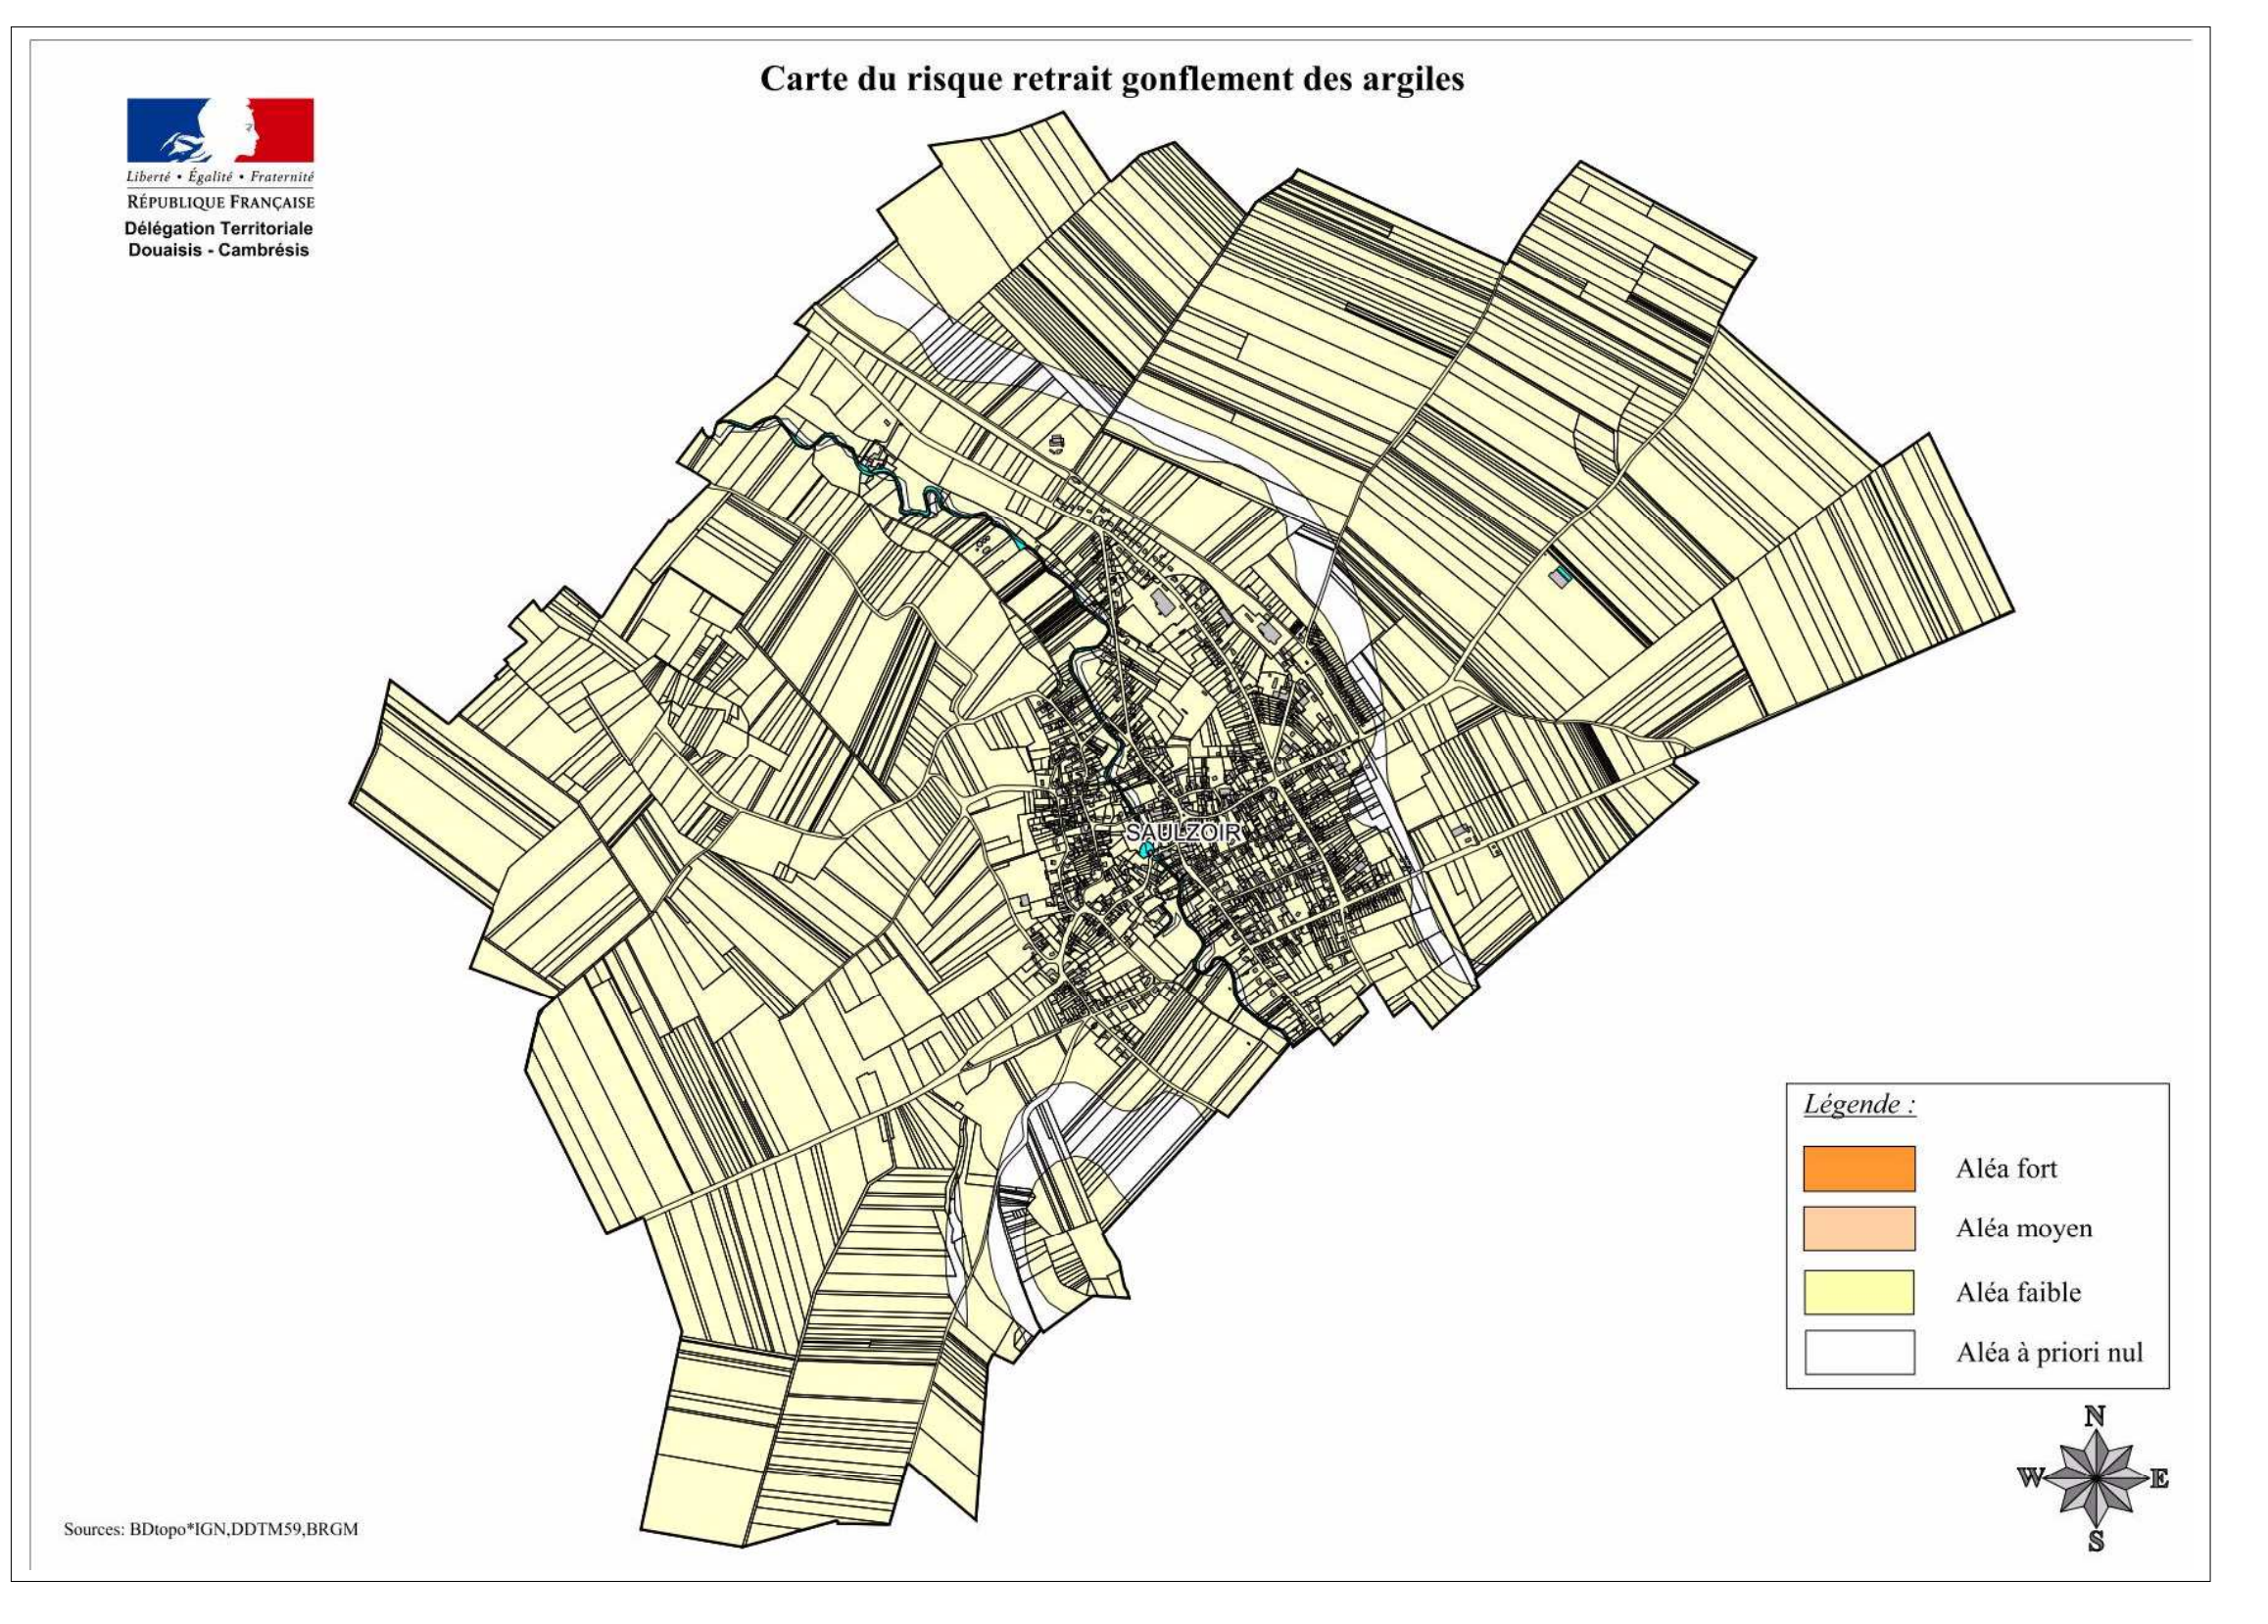 Carte du risque retrait gonflement des argiles
Liberté • Égalité • Fraternité
RÉPUBLIQUE FRANÇAISE
Délégation Territoriale
Douaisis - Cambrésis
SAULZOIR
Légende :
Aléa fort
Aléa moyen
Aléa faible
Aléa à priori nul
N
W
E
S
Sources: BDtopo*IGN,DDTM59,BRGM